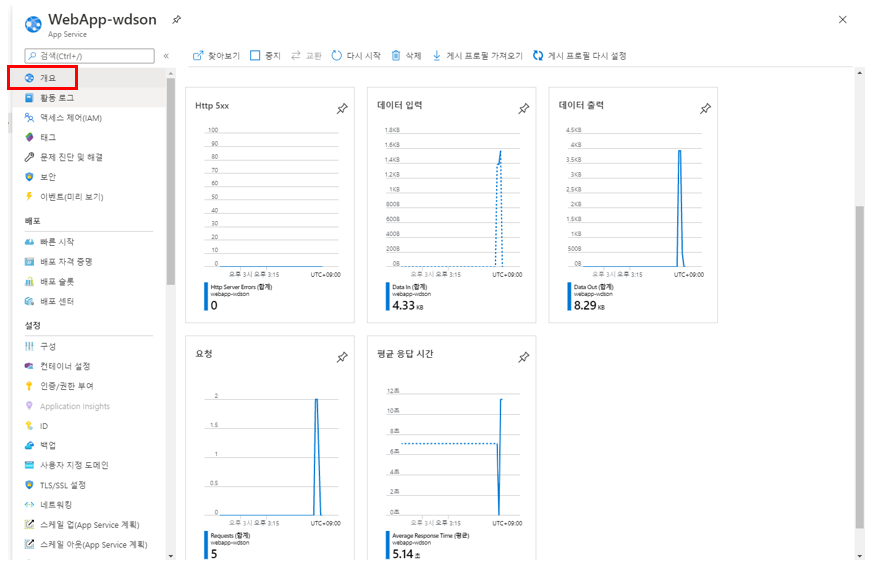 WebApp-wdson
App Service
검색(Ctrl+/)
찾아보기 중지 교환 다시 시작 삭제 게시 프로필 가져오기 게시 프로필 다시 설정
개요
활동 로그
액세스 제어(IAM)
태그
문제 진단 및 해결
보안
이벤트(미리 보기)
배포
빠른 시작
배포 자격 증명
배포 슬롯
배포 센터
설정
구성
컨테이너 설정
인증/권한 부여
Application Insights
ID
백업
사용자 지정 도메인
TLS/SSL 설정
네트워킹
스케일 업(App Service 계획)
스케일 아웃(App Service 계획)
Http 5xx
100
90
80
70
60
50
40
30
20
10
0
오후 3시 오후 3:15 UTC+09:00
Http Server Errors (합계)
webapp-wdson
0
데이터 입력
1.8KB
1.6KB
1.4KB
1.2KB
1KB
800B
600B
400B
200B
0B
오후 3시 오후 3:15 UTC+09:00
Data In (합계)
webapp-wdson
4.33 KB
데이터 출력
4.5KB
4KB
3.5KB
3KB
2.5KB
2KB
1.5KB
1KB
500B
0B
오후 3시 오후 3:15 UTC+09:00
Data Out (합계)
webapp-wdson
8.29 KB
요청
2
1.5
1
0.5
0
오후 3시 오후 3:15 UTC+09:00
Requests (합계)
webapp-wdson
5
평균 응답 시간
12초
10초
8초
6초
4초
2초
0초
오후 3시 오후 3:15 UTC+09:00
Average Response Time (평균)
webapp-wdson
5.14 초